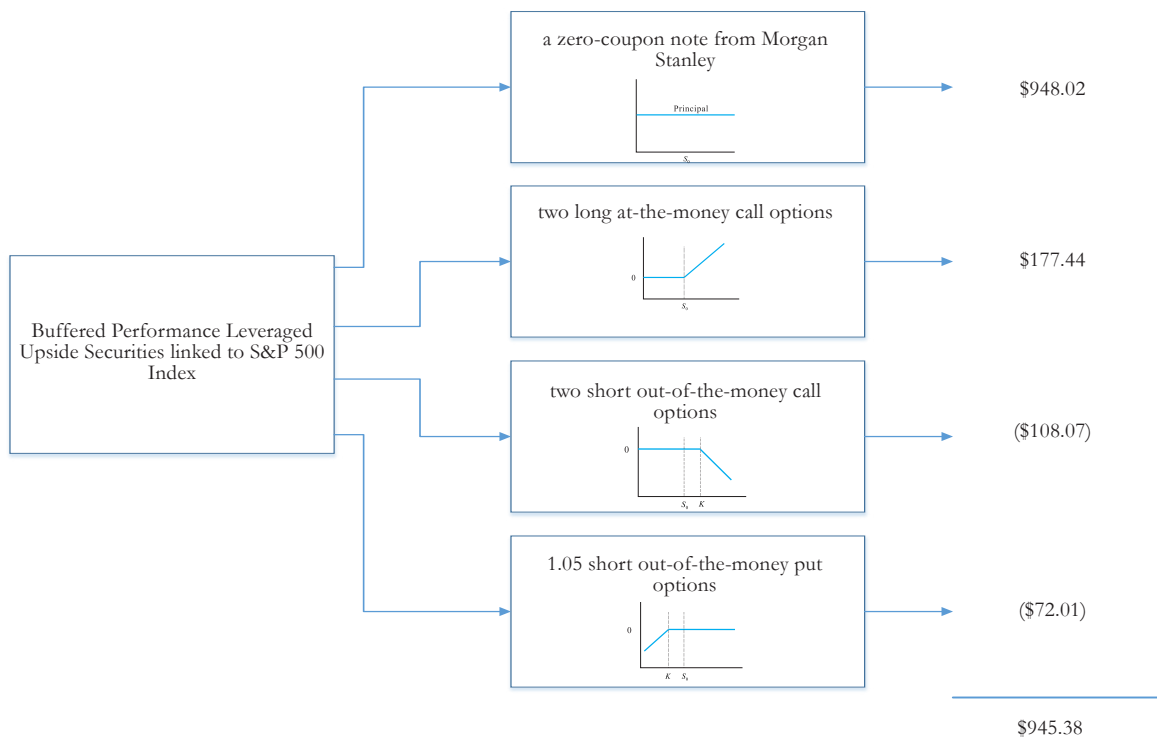 a zero-coupon note from Morgan
Stanley
Principal
S₀
$948.02
two long at-the-money call options
0
S₀
$177.44
Buffered Performance Leveraged
Upside Securities linked to S&P 500
Index
two short out-of-the-money call
options
0
S₀ K
($108.07)
1.05 short out-of-the-money put
options
0
K S₀
($72.01)
$945.38